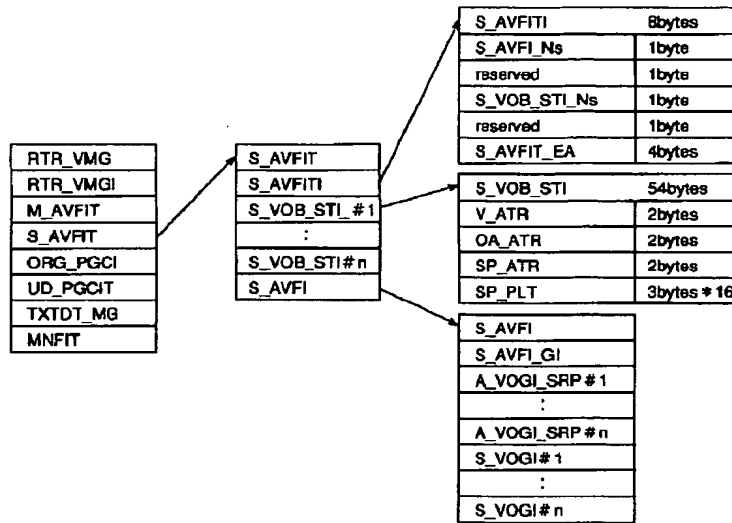 RTR_VMG
RTR_VMGI
M_AVFIT
S_AVFIT
ORG_PGCI
UD_PGCIT
TXTDT_MG
MNFIT
S_AVFIT
S_AVFITI
S_VOB_STI_#1
:
S_VOB_STI#n
S_AVFI
S_AVFITI 8bytes
S_AVFI_Ns 1byte
reserved 1byte
S_VOB_STI_Ns 1byte
reserved 1byte
S_AVFIT_EA 4bytes
S_VOB_STI 54bytes
V_ATR 2bytes
OA_ATR 2bytes
SP_ATR 2bytes
SP_PLT 3bytes*16
S_AVFI
S_AVFI_GI
A_VOGI_SRP#1
:
A_VOGI_SRP#n
S_VOGI#1
:
S_VOGI#n